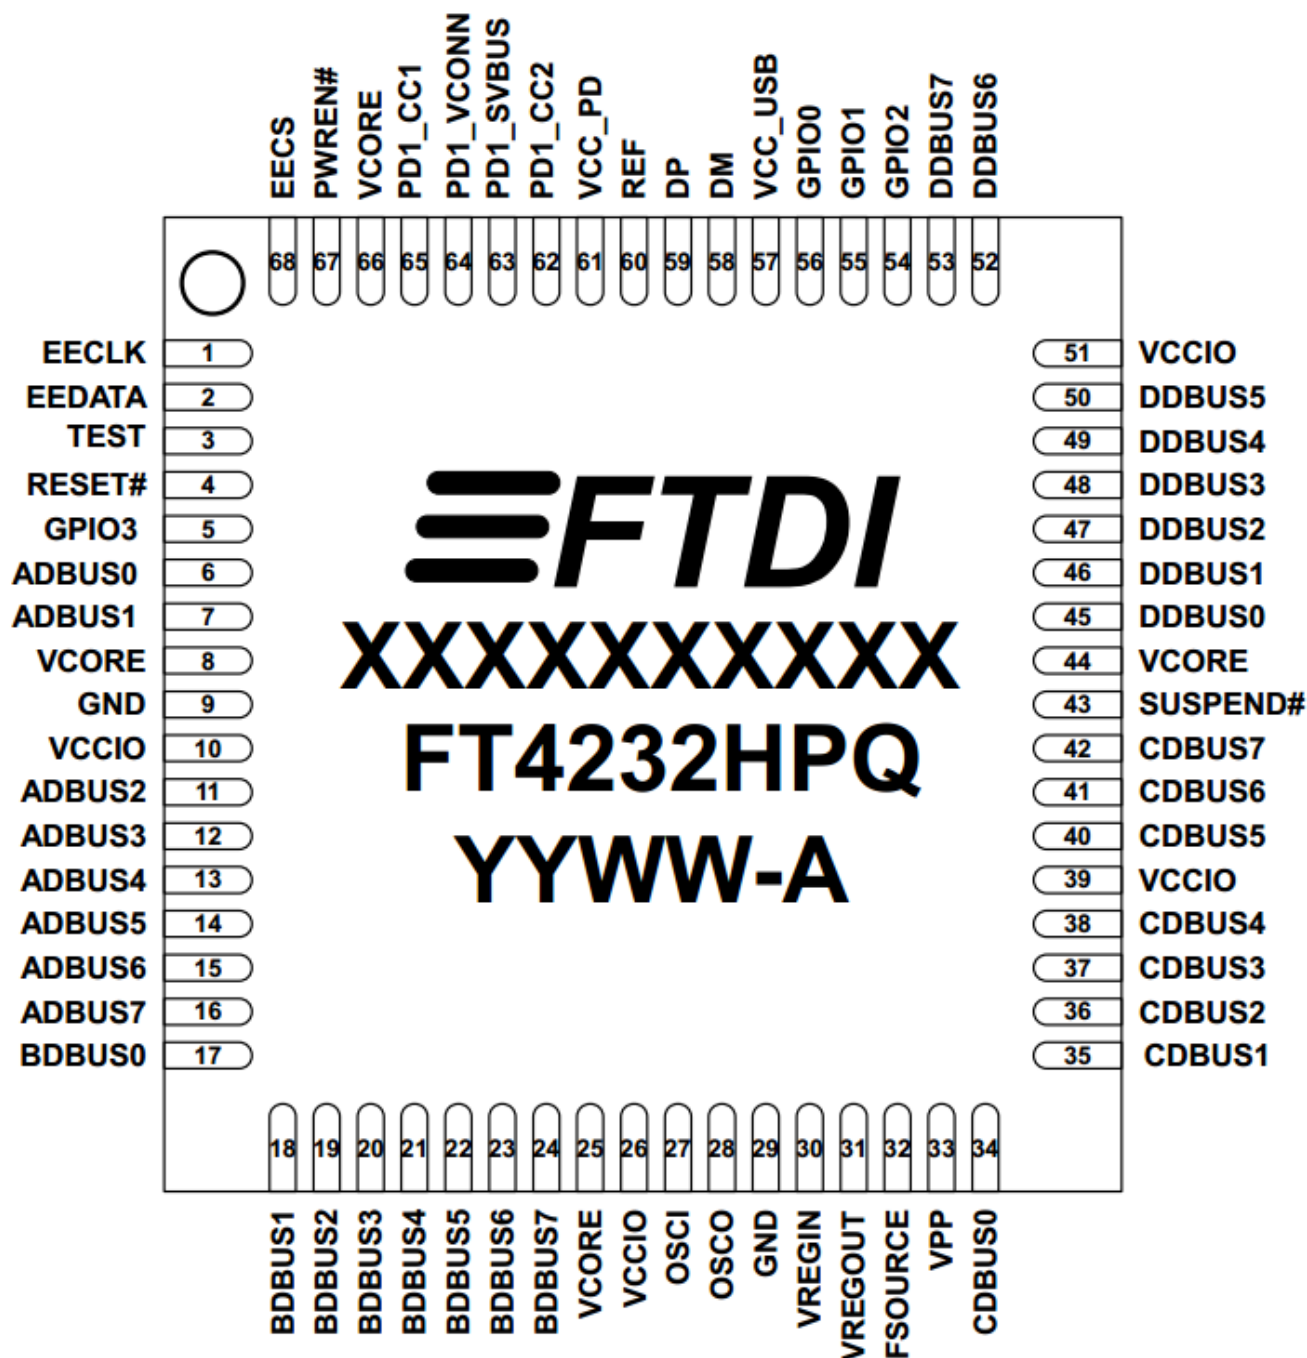 EECS
PWREN#
VCORE
PD1_CC1
PD1_VCONN
PD1_SVBUS
PD1_CC2
VCC_PD
REF
DP
DM
VCC_USB
GPIO0
GPIO1
GPIO2
DDBUS7
DDBUS6
68 67 66 65 64 63 62 61 60 59 58 57 56 55 54 53 52
EECLK 1
EEDATA 2
TEST 3
RESET# 4
GPIO3 5
ADBUS0 6
ADBUS1 7
VCORE 8
GND 9
VCCIO 10
ADBUS2 11
ADBUS3 12
ADBUS4 13
ADBUS5 14
ADBUS6 15
ADBUS7 16
BDBUS0 17
FTDI
XXXXXXXXXX
FT4232HPQ
YYWW-A
51 VCCIO
50 DDBUS5
49 DDBUS4
48 DDBUS3
47 DDBUS2
46 DDBUS1
45 DDBUS0
44 VCORE
43 SUSPEND#
42 CDBUS7
41 CDBUS6
40 CDBUS5
39 VCCIO
38 CDBUS4
37 CDBUS3
36 CDBUS2
35 CDBUS1
18 19 20 21 22 23 24 25 26 27 28 29 30 31 32 33 34
BDBUS1
BDBUS2
BDBUS3
BDBUS4
BDBUS5
BDBUS6
BDBUS7
VCORE
VCCIO
OSCI
OSCO
GND
VREGIN
VREGOUT
FSOURCE
VPP
CDBUS0